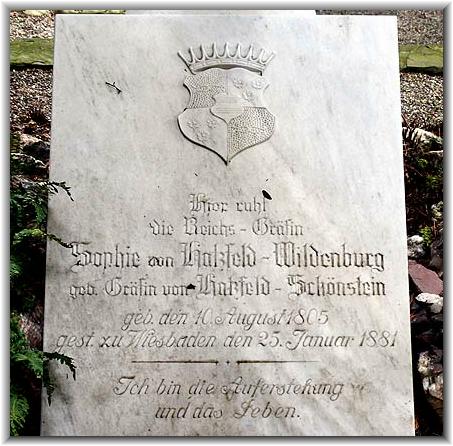 Hier ruht
die Reichs-Gräfin
Sophie von Hatzfeld-Wildenburg
geb. Gräfin von Hatzfeld-Schönstein
geb. den 10. August 1805
gest. zu Wiesbaden den 25. Januar 1881
Ich bin die Auferstehung
und das Leben.